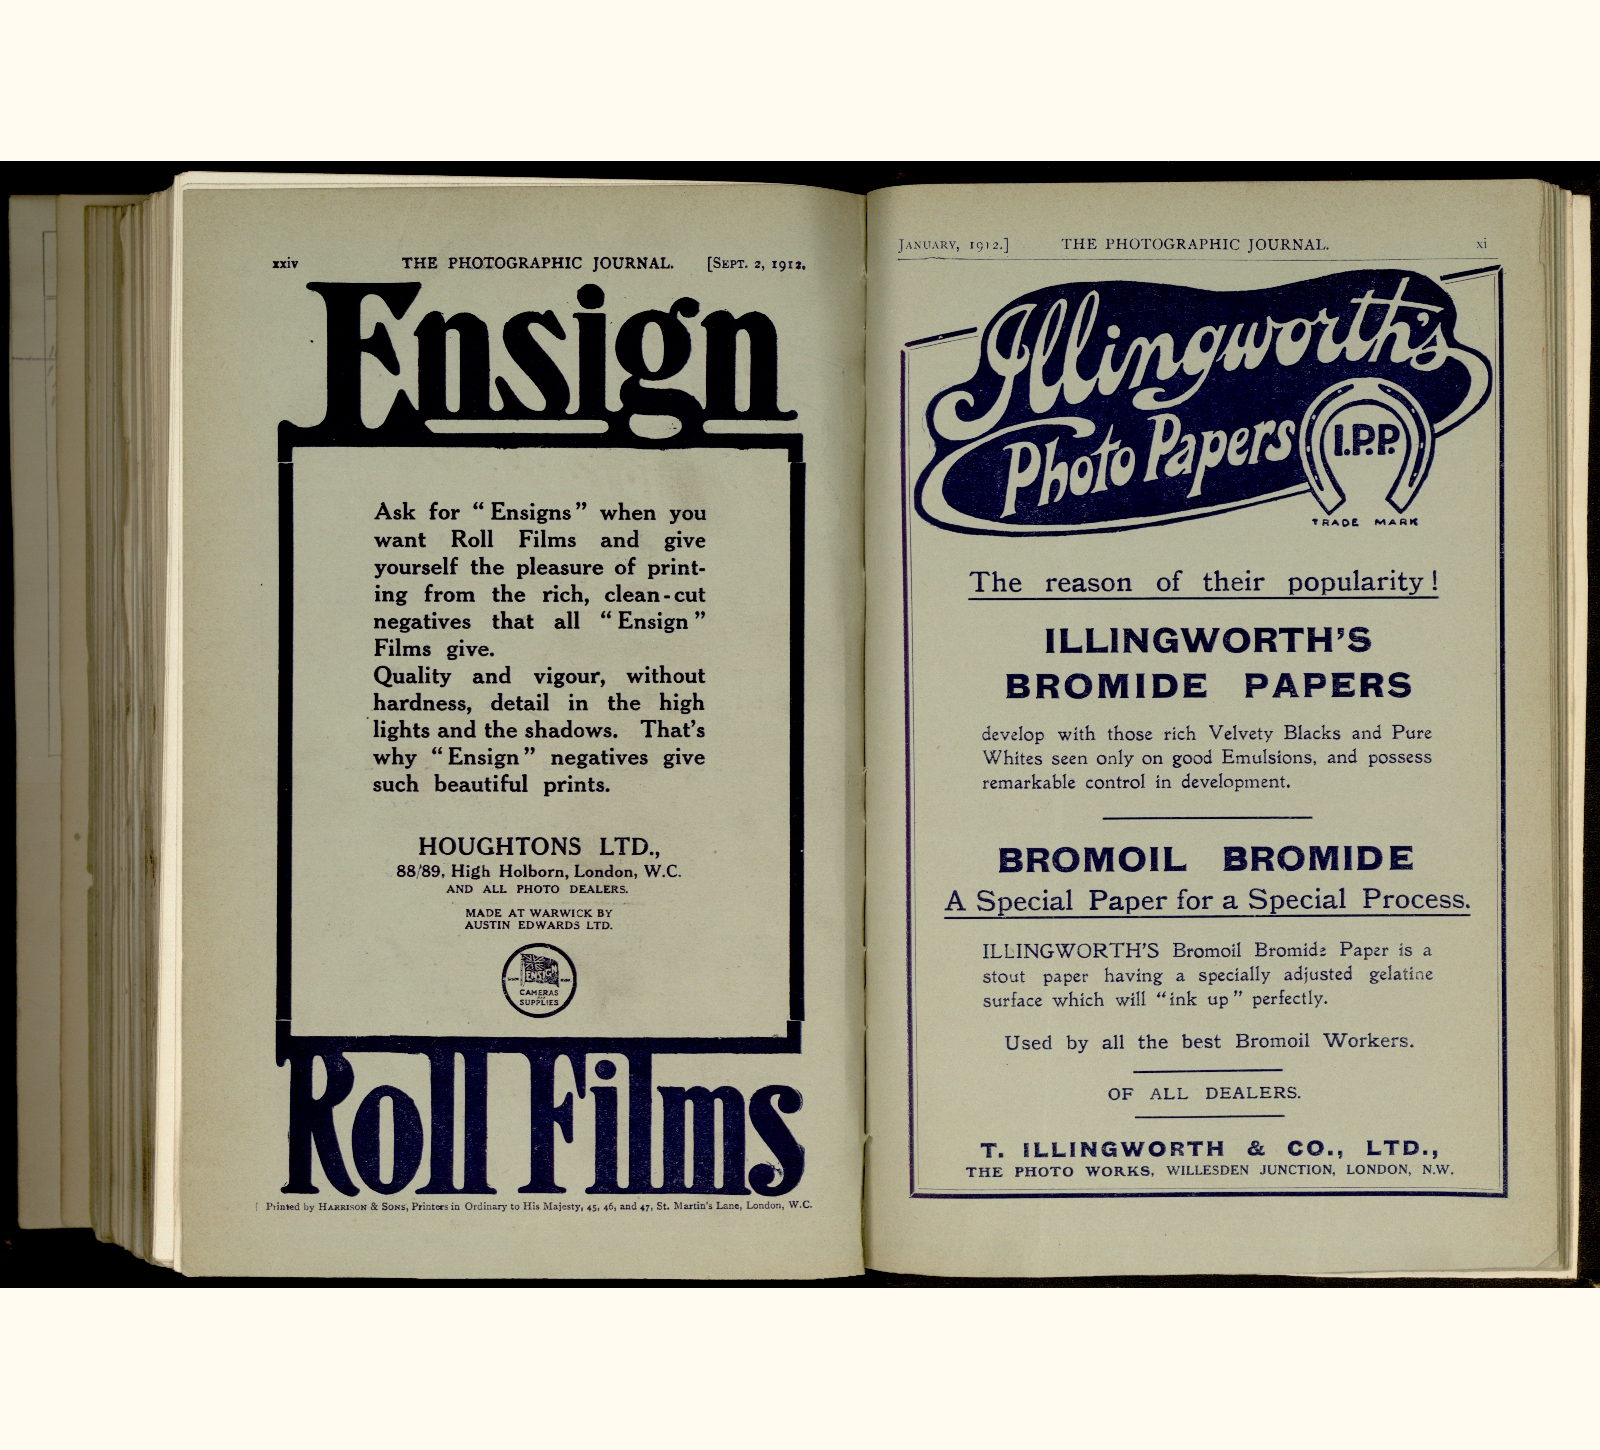 xxiv THE PHOTOGRAPHIC JOURNAL. [SEPT. 2, 1912.
Ensign
Ask for “Ensigns” when you
want Roll Films and give
yourself the pleasure of print-
ing from the rich, clean-cut
negatives that all “Ensign”
Films give.
Quality and vigour, without
hardness, detail in the high
lights and the shadows. That’s
why “Ensign” negatives give
such beautiful prints.
HOUGHTONS LTD.,
88/89, High Holborn, London, W.C.
AND ALL PHOTO DEALERS.
MADE AT WARWICK BY
AUSTIN EDWARDS LTD.
ENSIGN
CAMERAS
SUPPLIES
Roll Films
[ Printed by HARRISON & SONS, Printers in Ordinary to His Majesty, 45, 46, and 47, St. Martin’s Lane, London, W.C.
JANUARY, 1912.] THE PHOTOGRAPHIC JOURNAL. xi
Illingworth’s
Photo Papers
I.P.P.
TRADE MARK
The reason of their popularity!
ILLINGWORTH’S
BROMIDE PAPERS
develop with those rich Velvety Blacks and Pure
Whites seen only on good Emulsions, and possess
remarkable control in development.
BROMOIL BROMIDE
A Special Paper for a Special Process.
ILLINGWORTH’S Bromoil Bromide Paper is a
stout paper having a specially adjusted gelatine
surface which will “ink up” perfectly.
Used by all the best Bromoil Workers.
OF ALL DEALERS.
T. ILLINGWORTH & CO., LTD.,
THE PHOTO WORKS, WILLESDEN JUNCTION, LONDON, N.W.